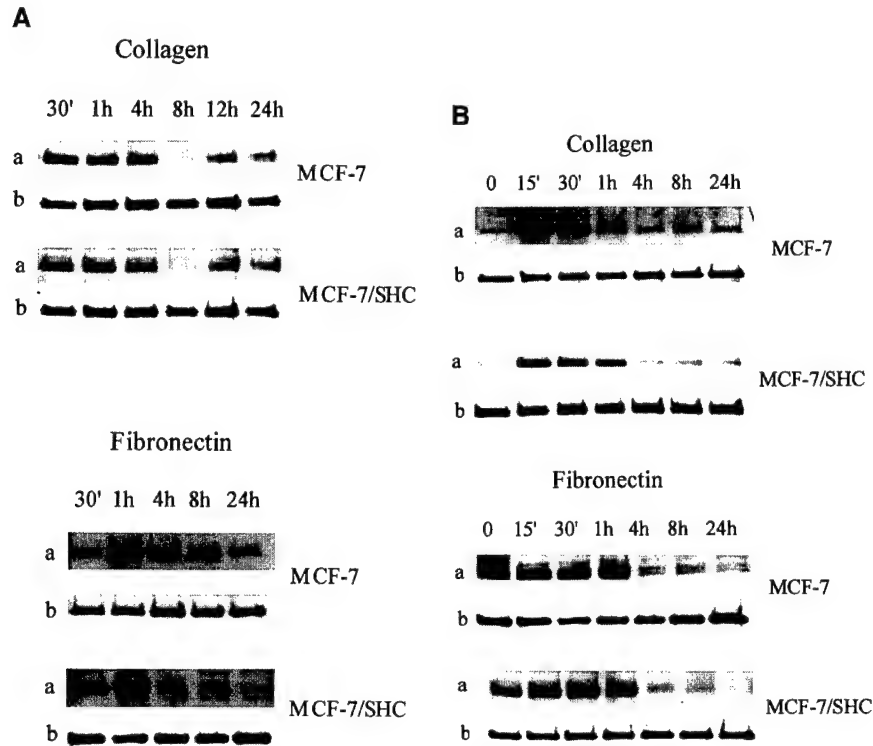 A
Collagen
30' 1h 4h 8h 12h 24h
a
MCF-7
b
a
MCF-7/SHC
b
Fibronectin
30' 1h 4h 8h 24h
a
MCF-7
b
a
MCF-7/SHC
b
B
Collagen
0 15' 30' 1h 4h 8h 24h
a
MCF-7
b
a
MCF-7/SHC
b
Fibronectin
0 15' 30' 1h 4h 8h 24h
a
MCF-7
b
a
MCF-7/SHC
b